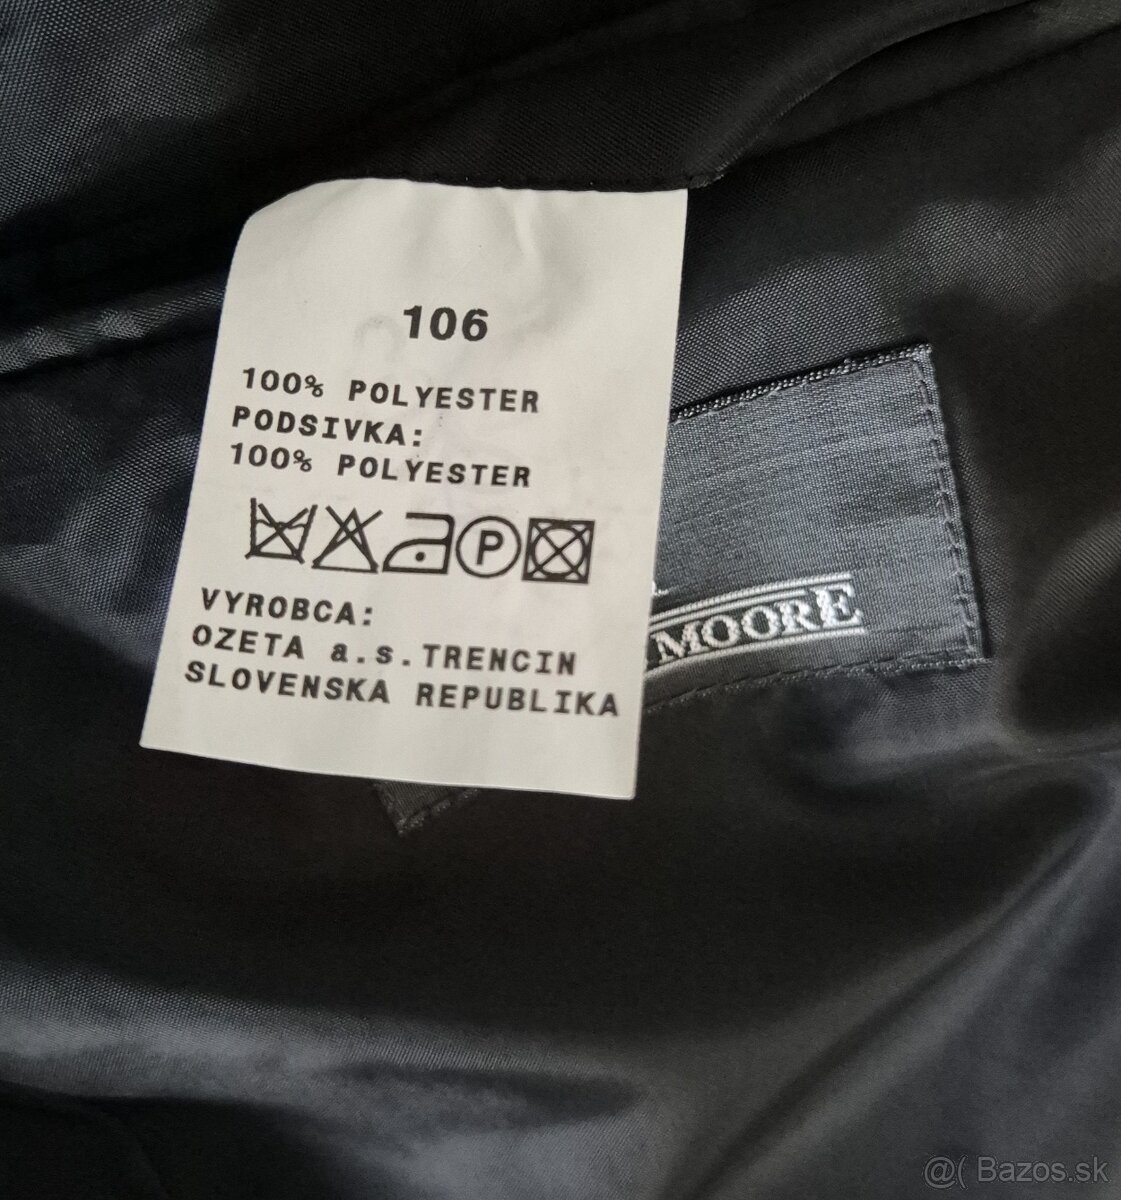 106
100% POLYESTER
PODSIVKA:
100% POLYESTER
P
VYROBCA:
OZETA a.s. TRENCIN
SLOVENSKA REPUBLIKA
MOORE
@( Bazos.sk